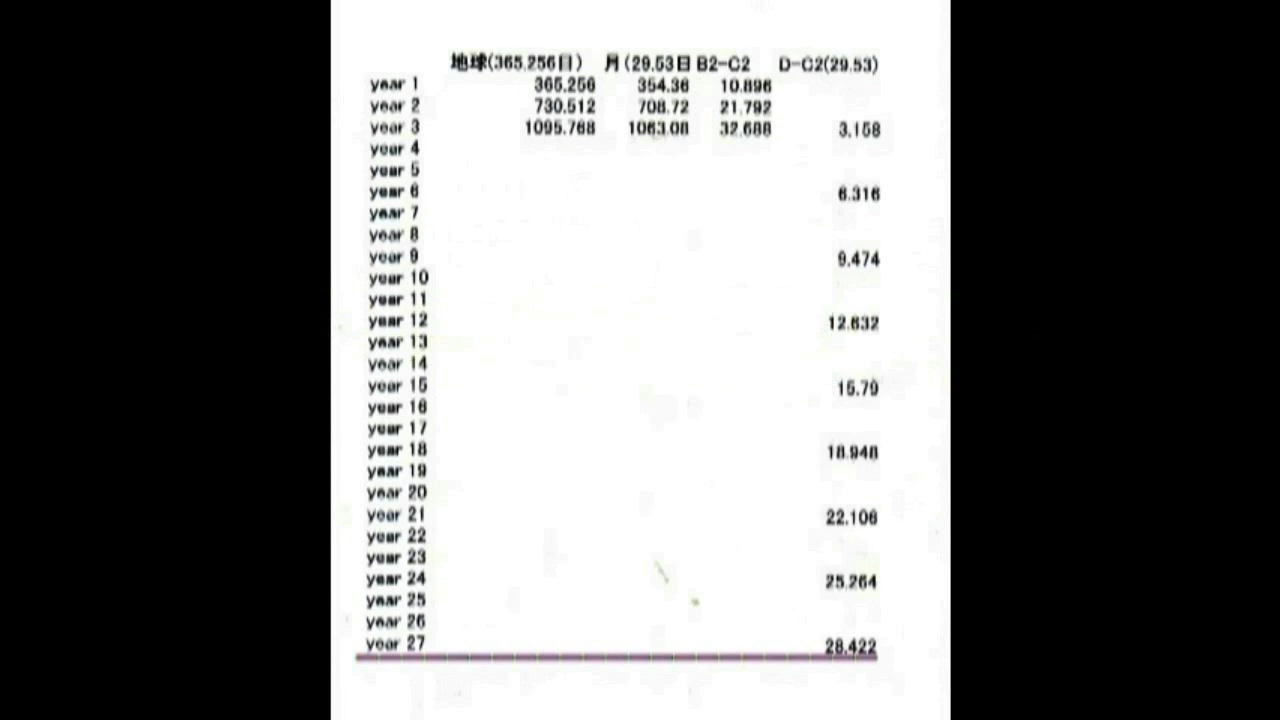 地球(365.256日) 月(29.53日 B2-C2 D-C2(29.53)
year 1 365.256 354.36 10.896
year 2 730.512 708.72 21.792
year 3 1095.768 1063.08 32.688 3.158
year 4
year 5
year 6 6.316
year 7
year 8
year 9 9.474
year 10
year 11
year 12 12.632
year 13
year 14
year 15 15.79
year 16
year 17
year 18 18.948
year 19
year 20
year 21 22.106
year 22
year 23
year 24 25.264
year 25
year 26
year 27 28.422